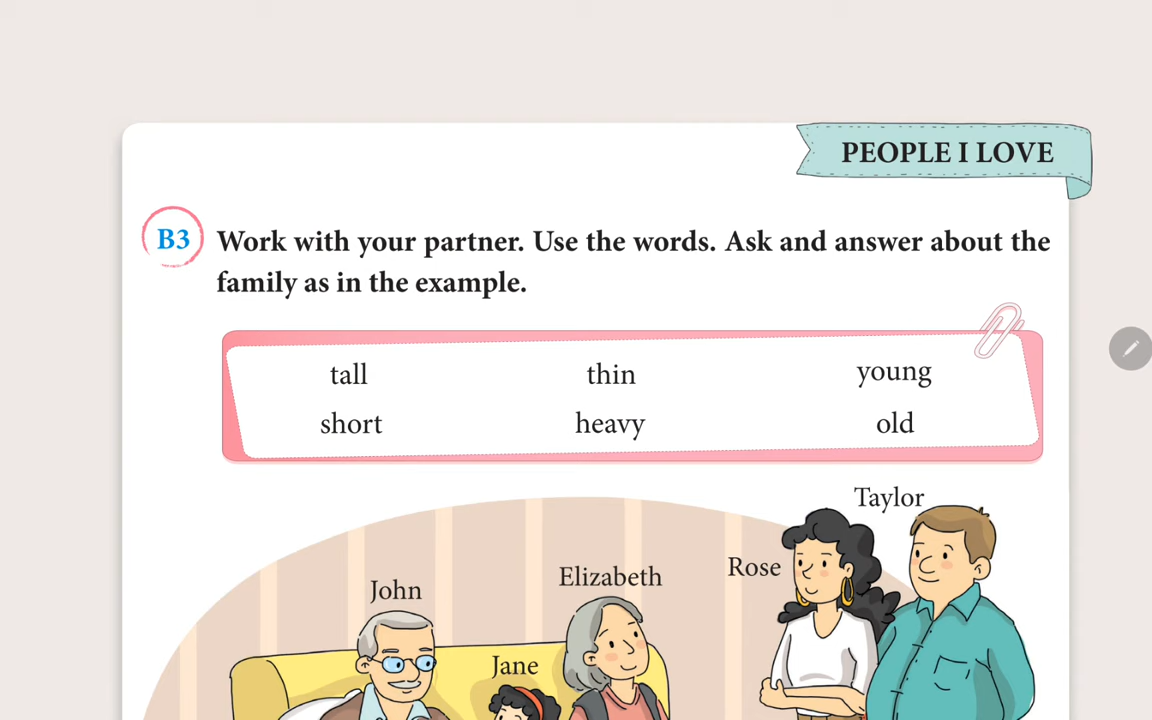 PEOPLE I LOVE
B3 Work with your partner. Use the words. Ask and answer about the
family as in the example.
tall thin young
short heavy old
Taylor
Rose
Elizabeth
John
Jane